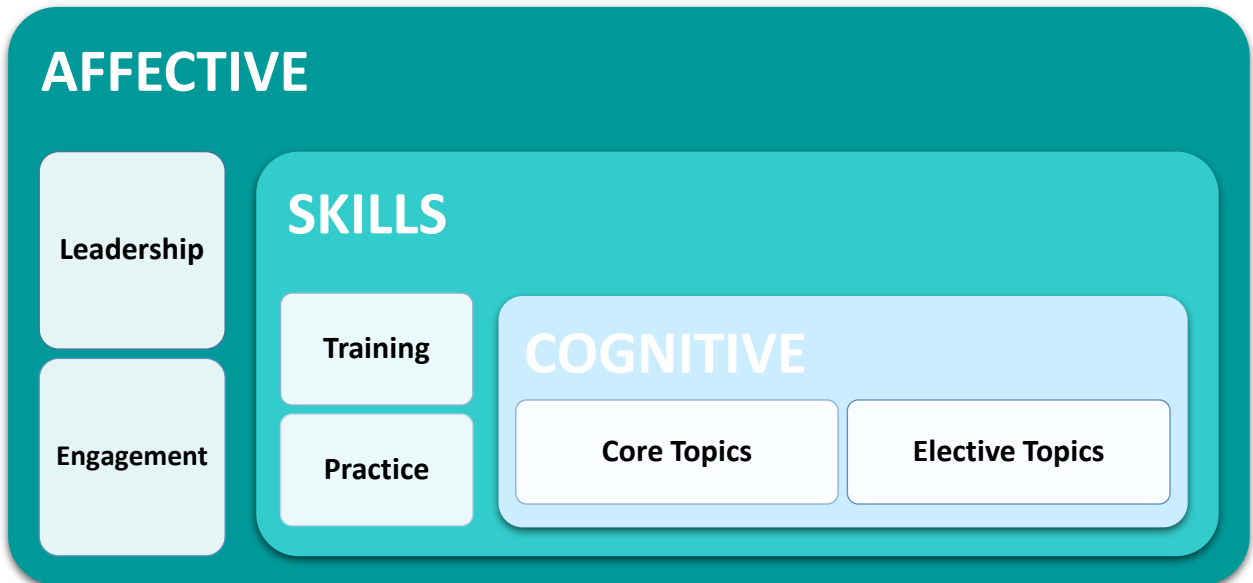 AFFECTIVE
Leadership
Engagement
SKILLS
Training
Practice
COGNITIVE
Core Topics
Elective Topics